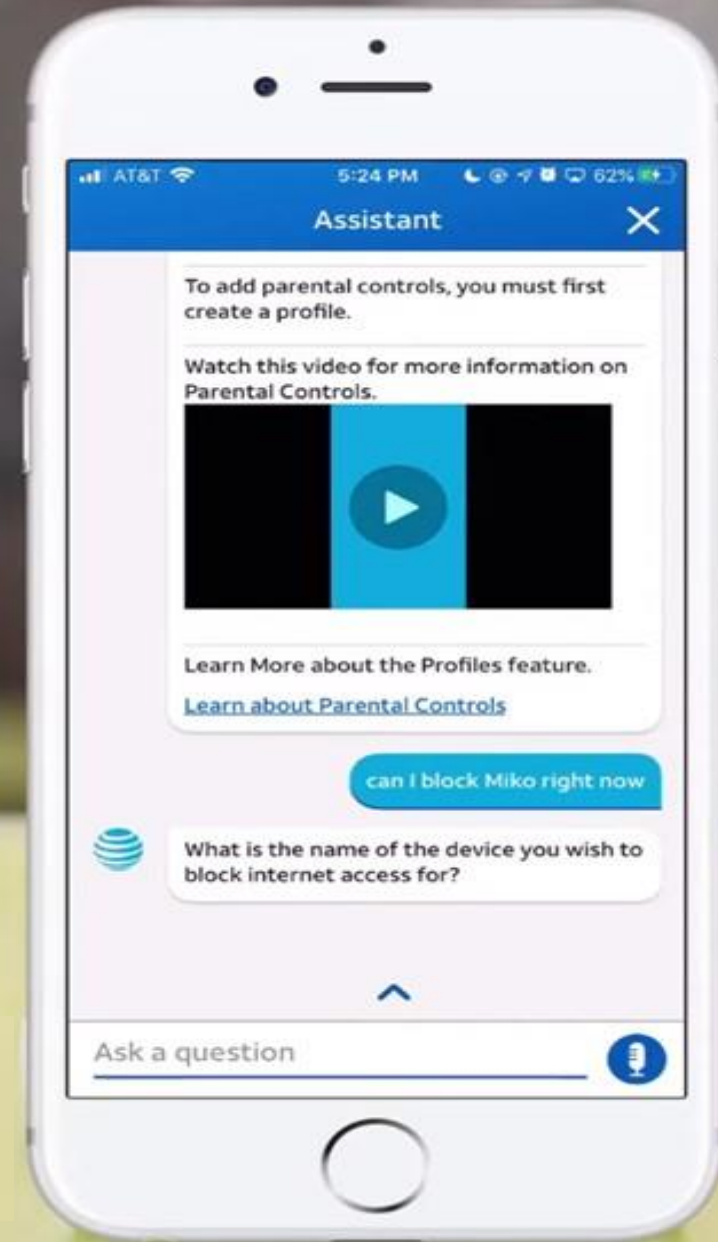 AT&T 5:24 PM 62%
Assistant
To add parental controls, you must first
create a profile.
Watch this video for more information on
Parental Controls.
Learn More about the Profiles feature.
Learn about Parental Controls
can I block Miko right now
What is the name of the device you wish to
block internet access for?
Ask a question